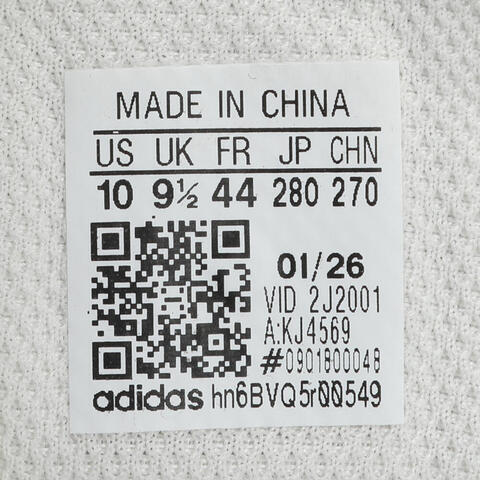 MADE IN CHINA
US UK FR JP CHN
10 9½ 44 280 270
01/26
VID 2J2001
A:KJ4569
#0901800048
adidas hn6BVQ5r00549